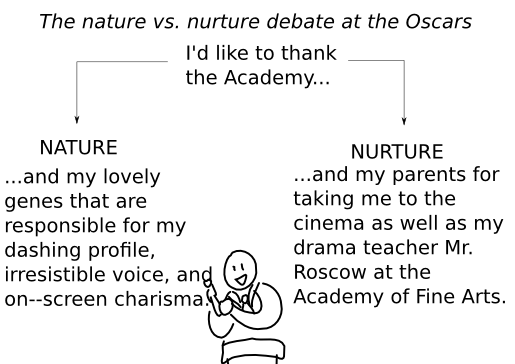 The nature vs. nurture debate at the Oscars
I'd like to thank
the Academy...
NATURE
...and my lovely
genes that are
responsible for my
dashing profile,
irresistible voice, and
on--screen charisma.
NURTURE
...and my parents for
taking me to the
cinema as well as my
drama teacher Mr.
Roscow at the
Academy of Fine Arts.